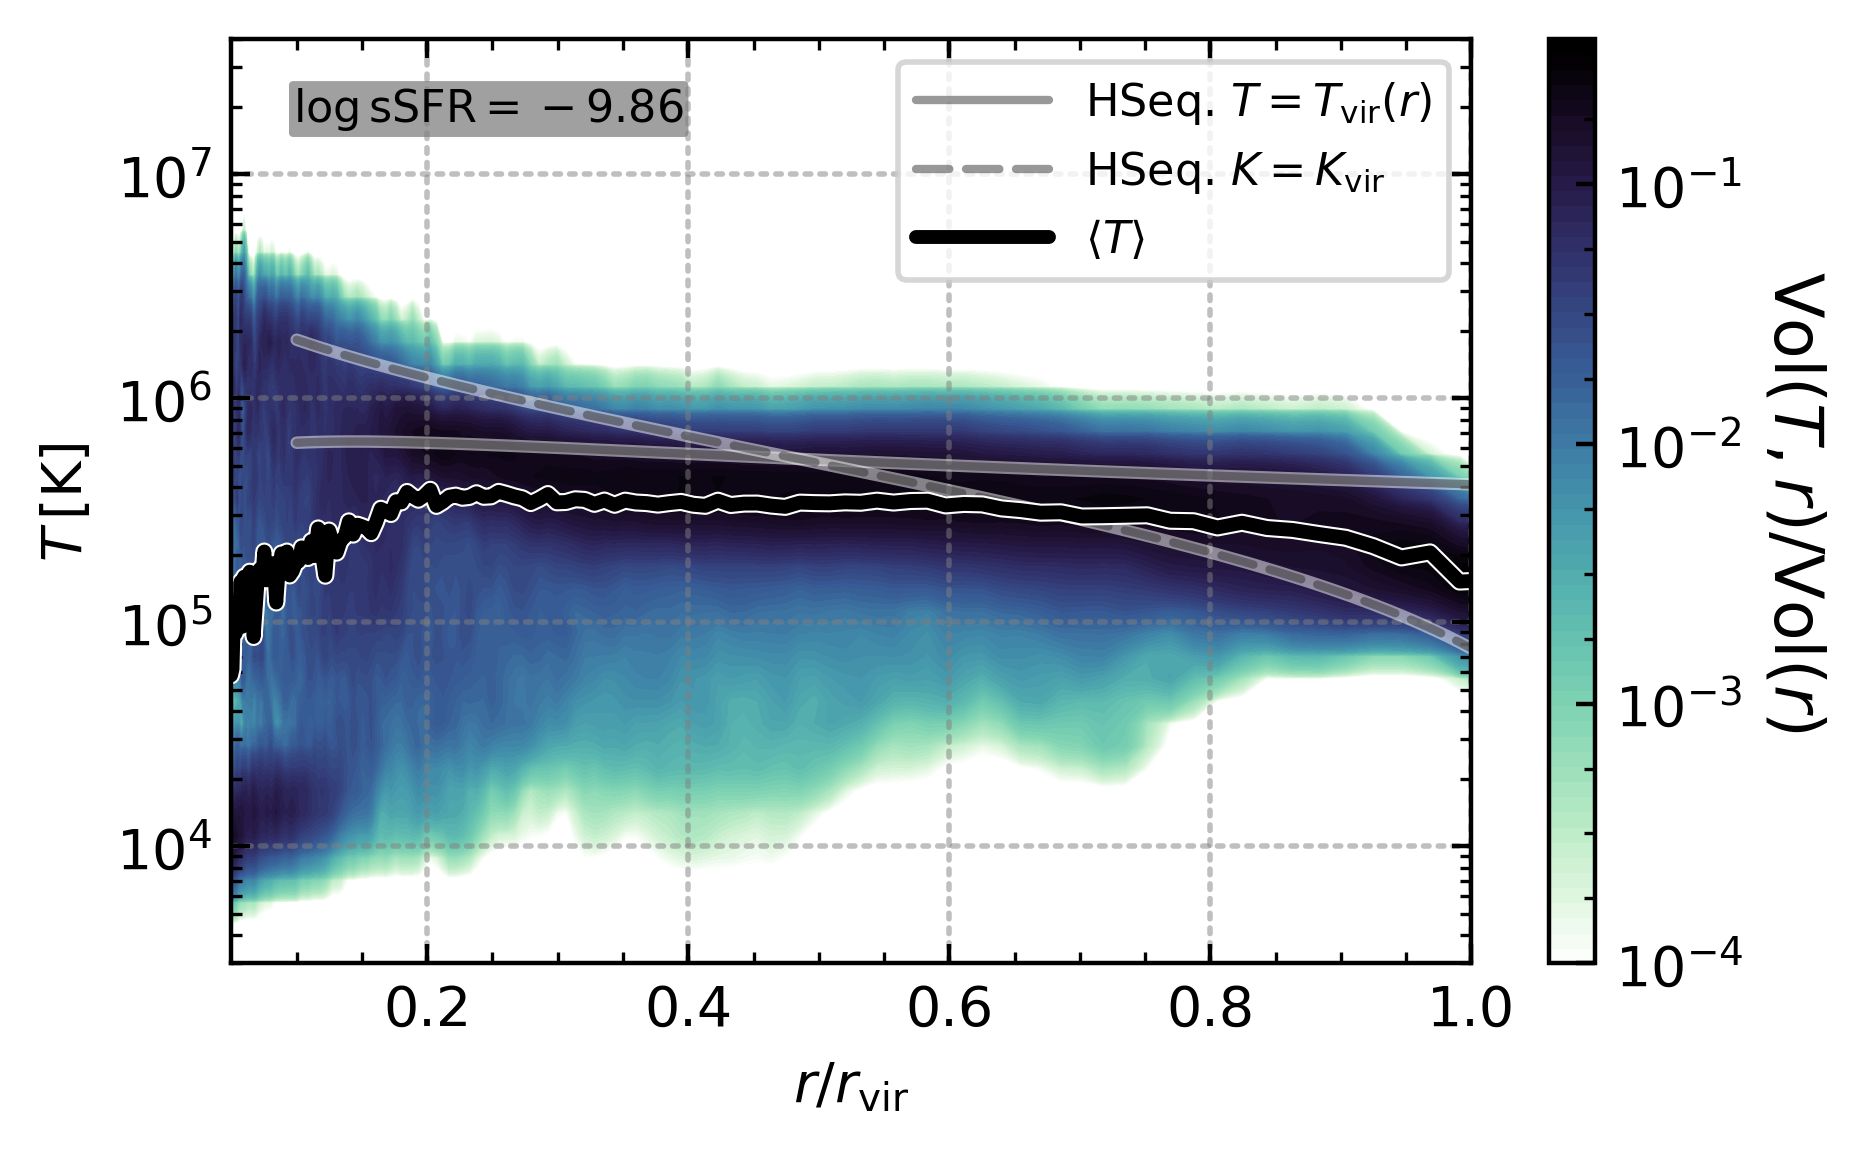 log sSFR = −9.86
HSeq. T = T_vir(r)
HSeq. K = K_vir
⟨T⟩
T [K]
10^7
10^6
10^5
10^4
0.2 0.4 0.6 0.8 1.0
r/r_vir
10^−1
10^−2
10^−3
10^−4
Vol(T, r)/Vol(r)